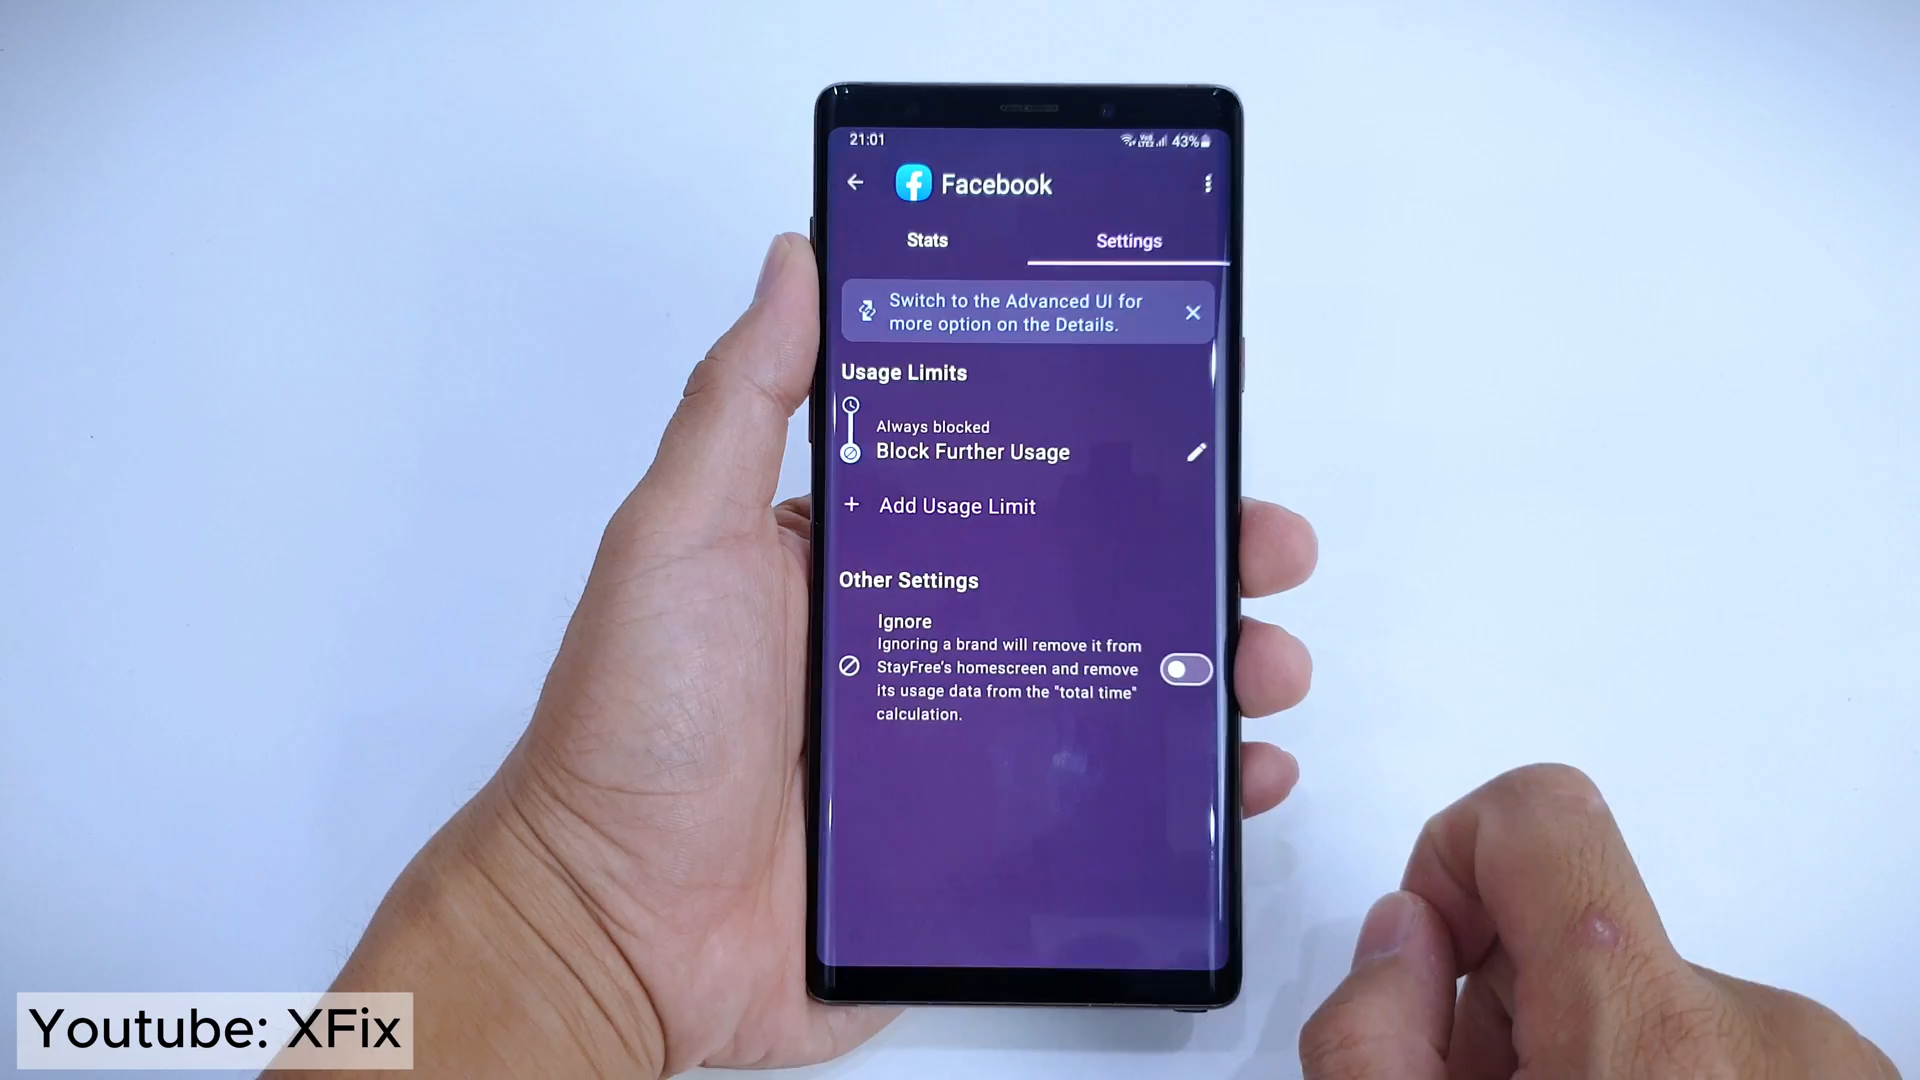 21:01
43%
Facebook
Stats
Settings
Switch to the Advanced UI for
more option on the Details.
Usage Limits
Always blocked
Block Further Usage
+ Add Usage Limit
Other Settings
Ignore
Ignoring a brand will remove it from
StayFree's homescreen and remove
its usage data from the "total time"
calculation.
Youtube: XFix